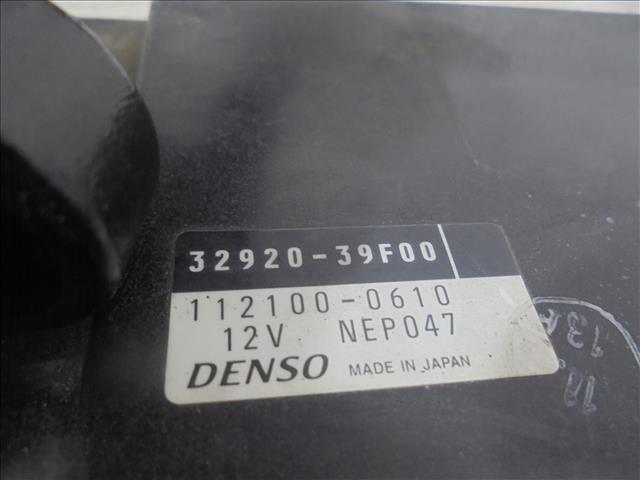 32920-39F00
112100-0610
12V NEP047
DENSO MADE IN JAPAN